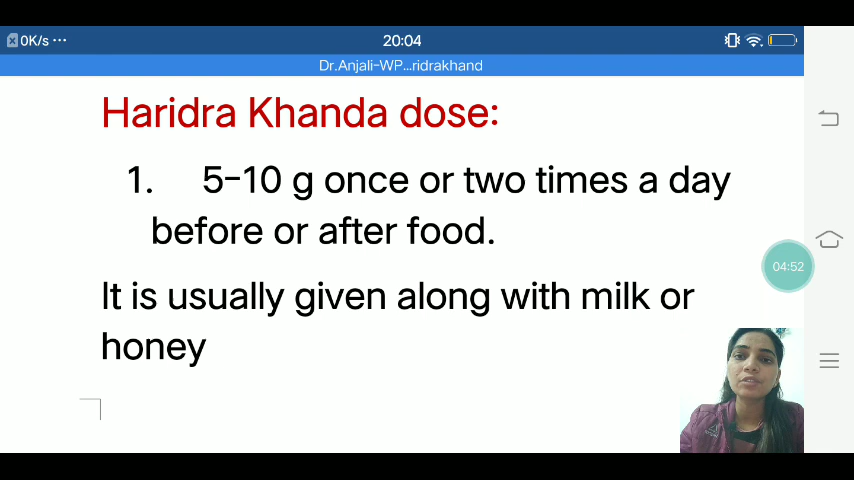 0K/s ···
20:04
Dr.Anjali-WP...ridrakhand
Haridra Khanda dose:
1. 5-10 g once or two times a day
before or after food.
04:52
It is usually given along with milk or
honey